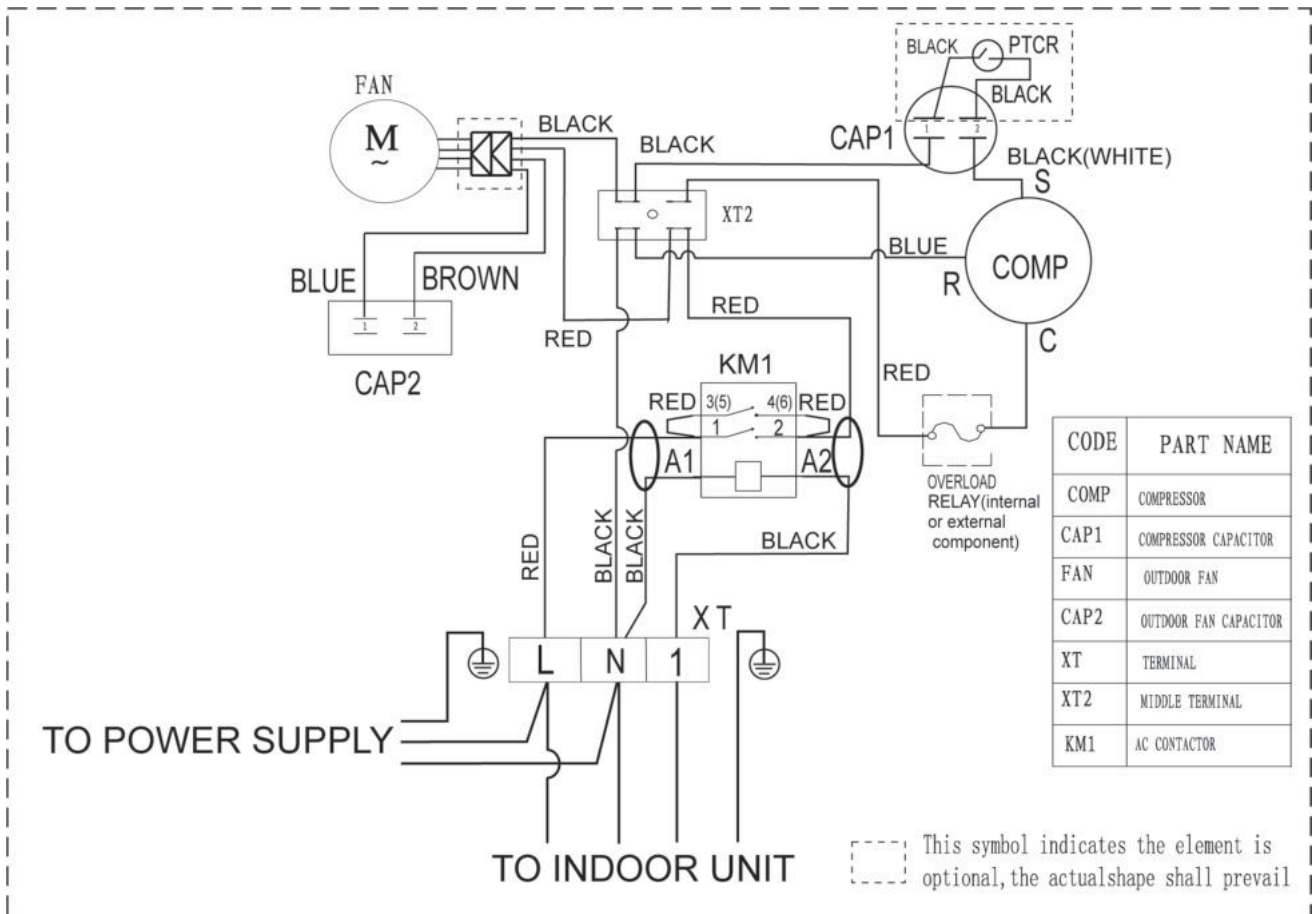 BLACK
PTCR
BLACK
FAN
M
~
BLACK
BLACK
CAP1
1
2
BLACK(WHITE)
S
XT2
BLUE
R
COMP
C
BLUE
BROWN
1
2
CAP2
RED
RED
KM1
RED
3(5)
4(6)
RED
1
2
A1
A2
RED
OVERLOAD
RELAY(internal
or external
component)
RED
BLACK
BLACK
BLACK
XT
L
N
1
TO POWER SUPPLY
TO INDOOR UNIT
CODE PART NAME
COMP COMPRESSOR
CAP1 COMPRESSOR CAPACITOR
FAN OUTDOOR FAN
CAP2 OUTDOOR FAN CAPACITOR
XT TERMINAL
XT2 MIDDLE TERMINAL
KM1 AC CONTACTOR
This symbol indicates the element is
optional,the actualshape shall prevail